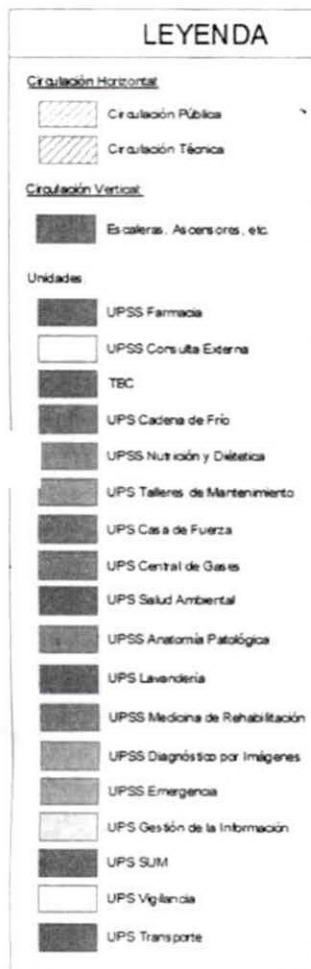 LEYENDA
Circulación Horizontal:
Circulación Pública
Circulación Técnica
Circulación Vertical:
Escaleras, Ascensores, etc.
Unidades
UPSS Farmacia
UPSS Consulta Externa
TBC
UPS Cadena de Frío
UPSS Nutrición y Dietetica
UPS Talleres de Mantenimiento
UPS Casa de Fuerza
UPS Central de Gases
UPS Salud Ambiental
UPSS Anatomía Patológica
UPS Lavandería
UPSS Medicina de Rehabilitación
UPSS Diagnóstico por Imágenes
UPSS Emergencia
UPS Gestión de la Información
UPS SUM
UPS Vigilancia
UPS Transporte